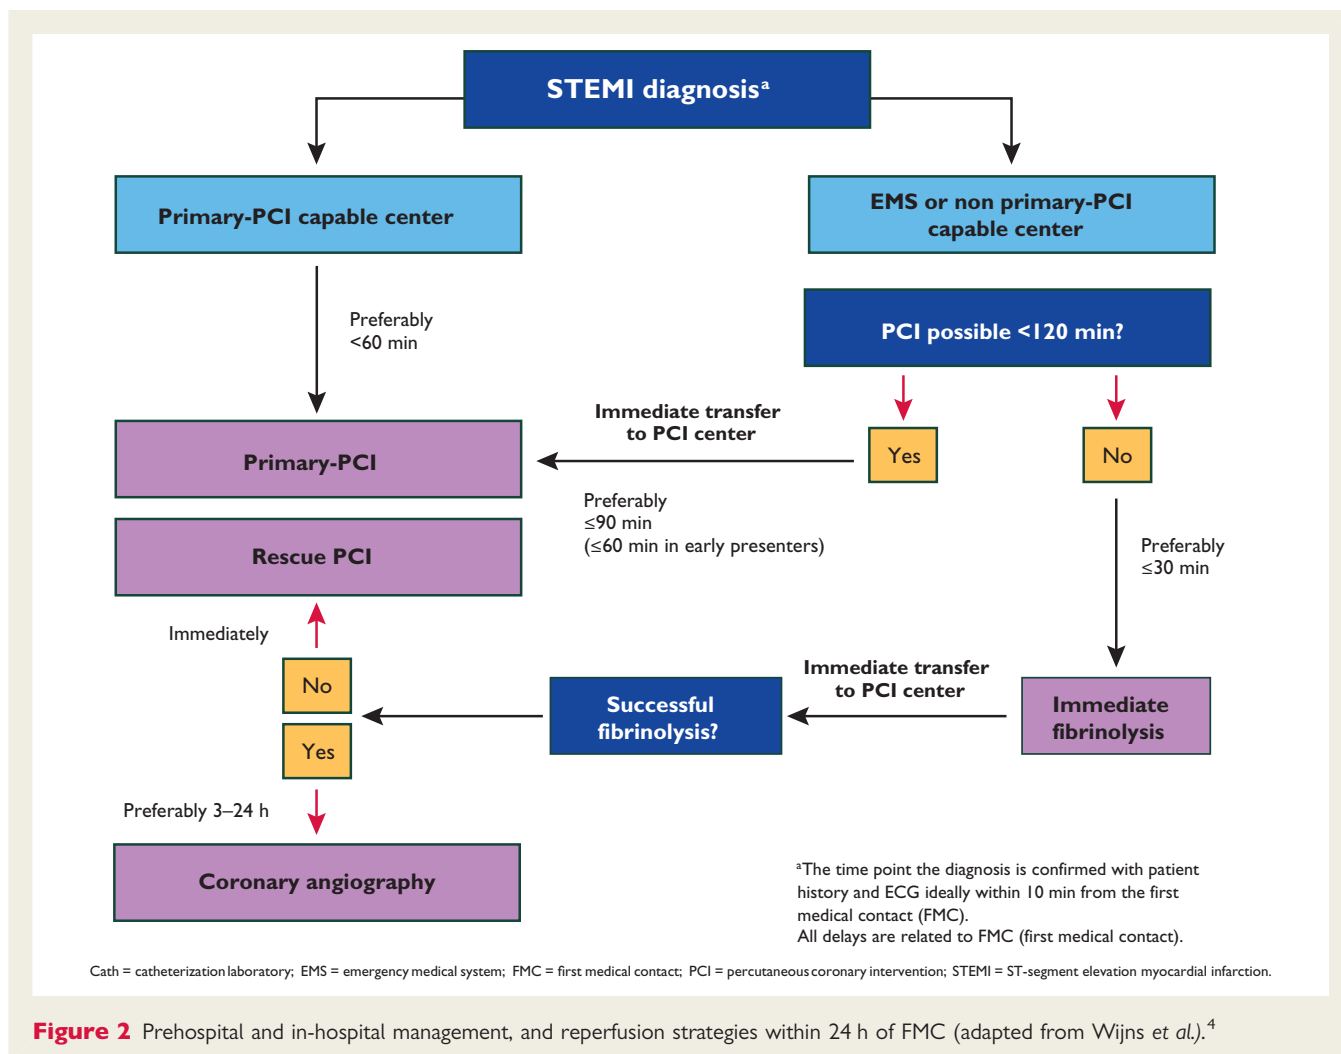 STEMI diagnosisᵃ
Primary-PCI capable center
EMS or non primary-PCI
capable center
Preferably
<60 min
PCI possible <120 min?
Immediate transfer
to PCI center
Yes
No
Primary-PCI
Preferably
≤90 min
(≤60 min in early presenters)
Preferably
≤30 min
Rescue PCI
Immediately
No
Yes
Successful
fibrinolysis?
Immediate transfer
to PCI center
Immediate
fibrinolysis
Preferably 3–24 h
Coronary angiography
ᵃThe time point the diagnosis is confirmed with patient
history and ECG ideally within 10 min from the first
medical contact (FMC).
All delays are related to FMC (first medical contact).
Cath = catheterization laboratory; EMS = emergency medical system; FMC = first medical contact; PCI = percutaneous coronary intervention; STEMI = ST-segment elevation myocardial infarction.
Figure 2 Prehospital and in-hospital management, and reperfusion strategies within 24 h of FMC (adapted from Wijns et al.).⁴